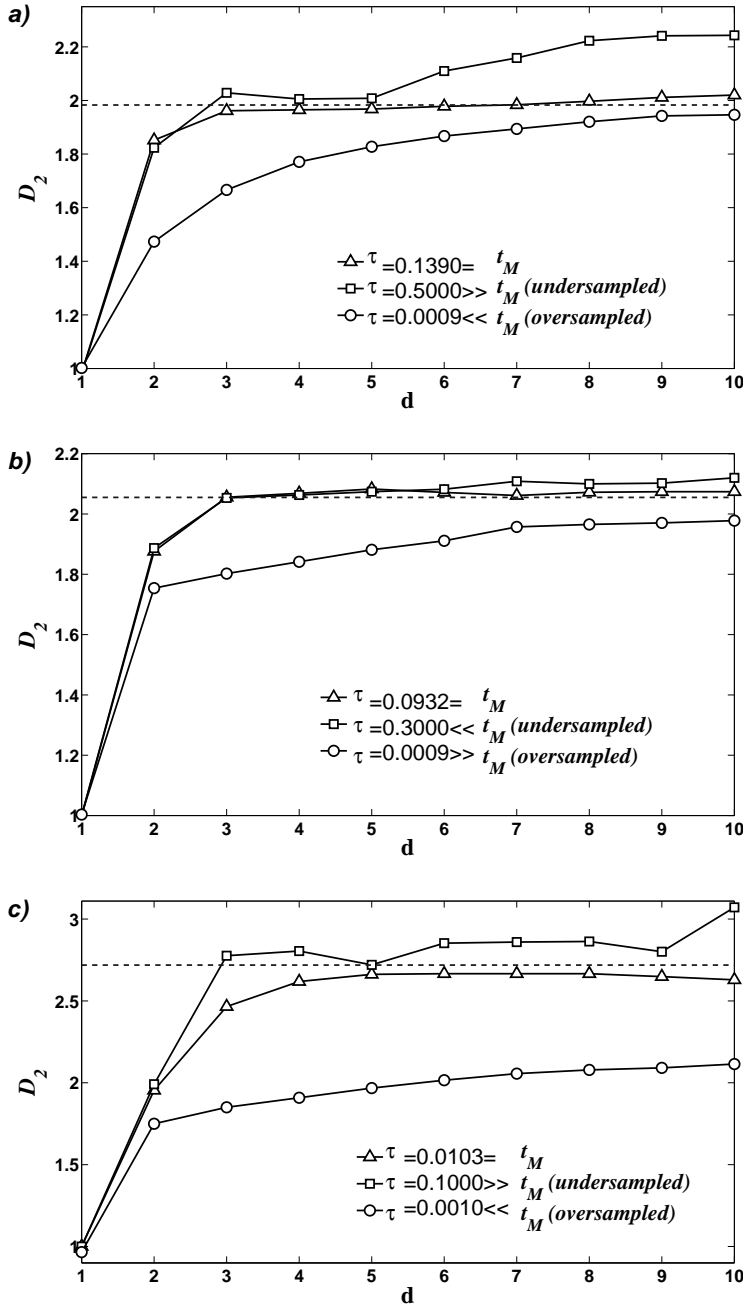 a)
2.2
2
1.8
1.6
1.4
1.2
1
D2
τ =0.1390= tM
τ =0.5000>> tM (undersampled)
τ =0.0009<< tM (oversampled)
1 2 3 4 5 6 7 8 9 10
d
b)
2.2
2
1.8
1.6
1.4
1.2
1
D2
τ =0.0932= tM
τ =0.3000<< tM (undersampled)
τ =0.0009>> tM (oversampled)
1 2 3 4 5 6 7 8 9 10
d
c)
3
2.5
2
1.5
1
D2
τ =0.0103= tM
τ =0.1000>> tM (undersampled)
τ =0.0010<< tM (oversampled)
1 2 3 4 5 6 7 8 9 10
d